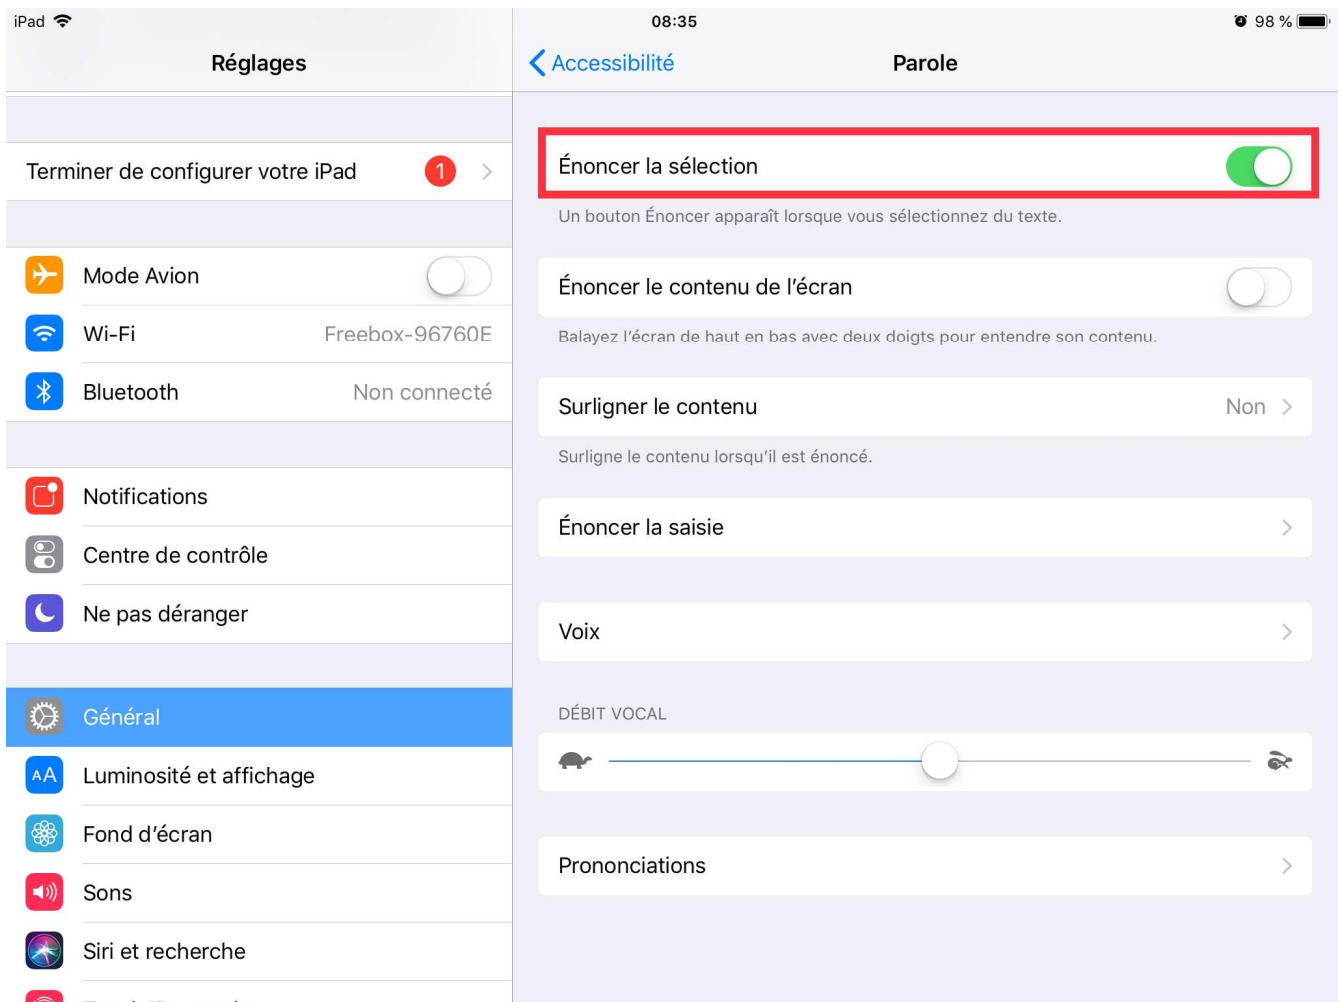 iPad
08:35
98 %
Réglages
Accessibilité
Parole
Terminer de configurer votre iPad
1
Mode Avion
Wi-Fi
Freebox-96760E
Bluetooth
Non connecté
Notifications
Centre de contrôle
Ne pas déranger
Général
AA
Luminosité et affichage
Fond d’écran
Sons
Siri et recherche
Énoncer la sélection
Un bouton Énoncer apparaît lorsque vous sélectionnez du texte.
Énoncer le contenu de l’écran
Balayez l’écran de haut en bas avec deux doigts pour entendre son contenu.
Surligner le contenu
Non
Surligne le contenu lorsqu’il est énoncé.
Énoncer la saisie
Voix
DÉBIT VOCAL
Prononciations